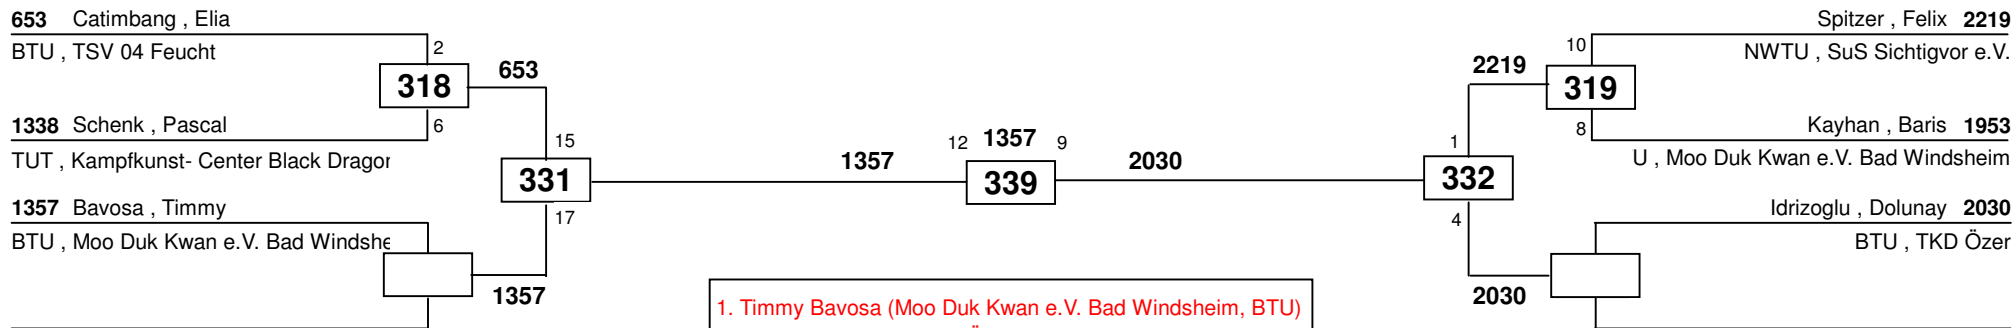 653 Catimbang , Elia
BTU , TSV 04 Feucht
2
318
653
6
1338 Schenk , Pascal
TUT , Kampfkunst- Center Black Dragor
15
331
17
1357 Bavosa , Timmy
BTU , Moo Duk Kwan e.V. Bad Windshe
1357
1357
12 1357 9
339
2030
Spitzer , Felix 2219
NWTU , SuS Sichtigvor e.V.
10
2219
319
8
Kayhan , Baris 1953
U , Moo Duk Kwan e.V. Bad Windsheim
1
332
4
Idrizoglu , Dolunay 2030
BTU , TKD Özer
2030
1. Timmy Bavosa (Moo Duk Kwan e.V. Bad Windsheim, BTU)